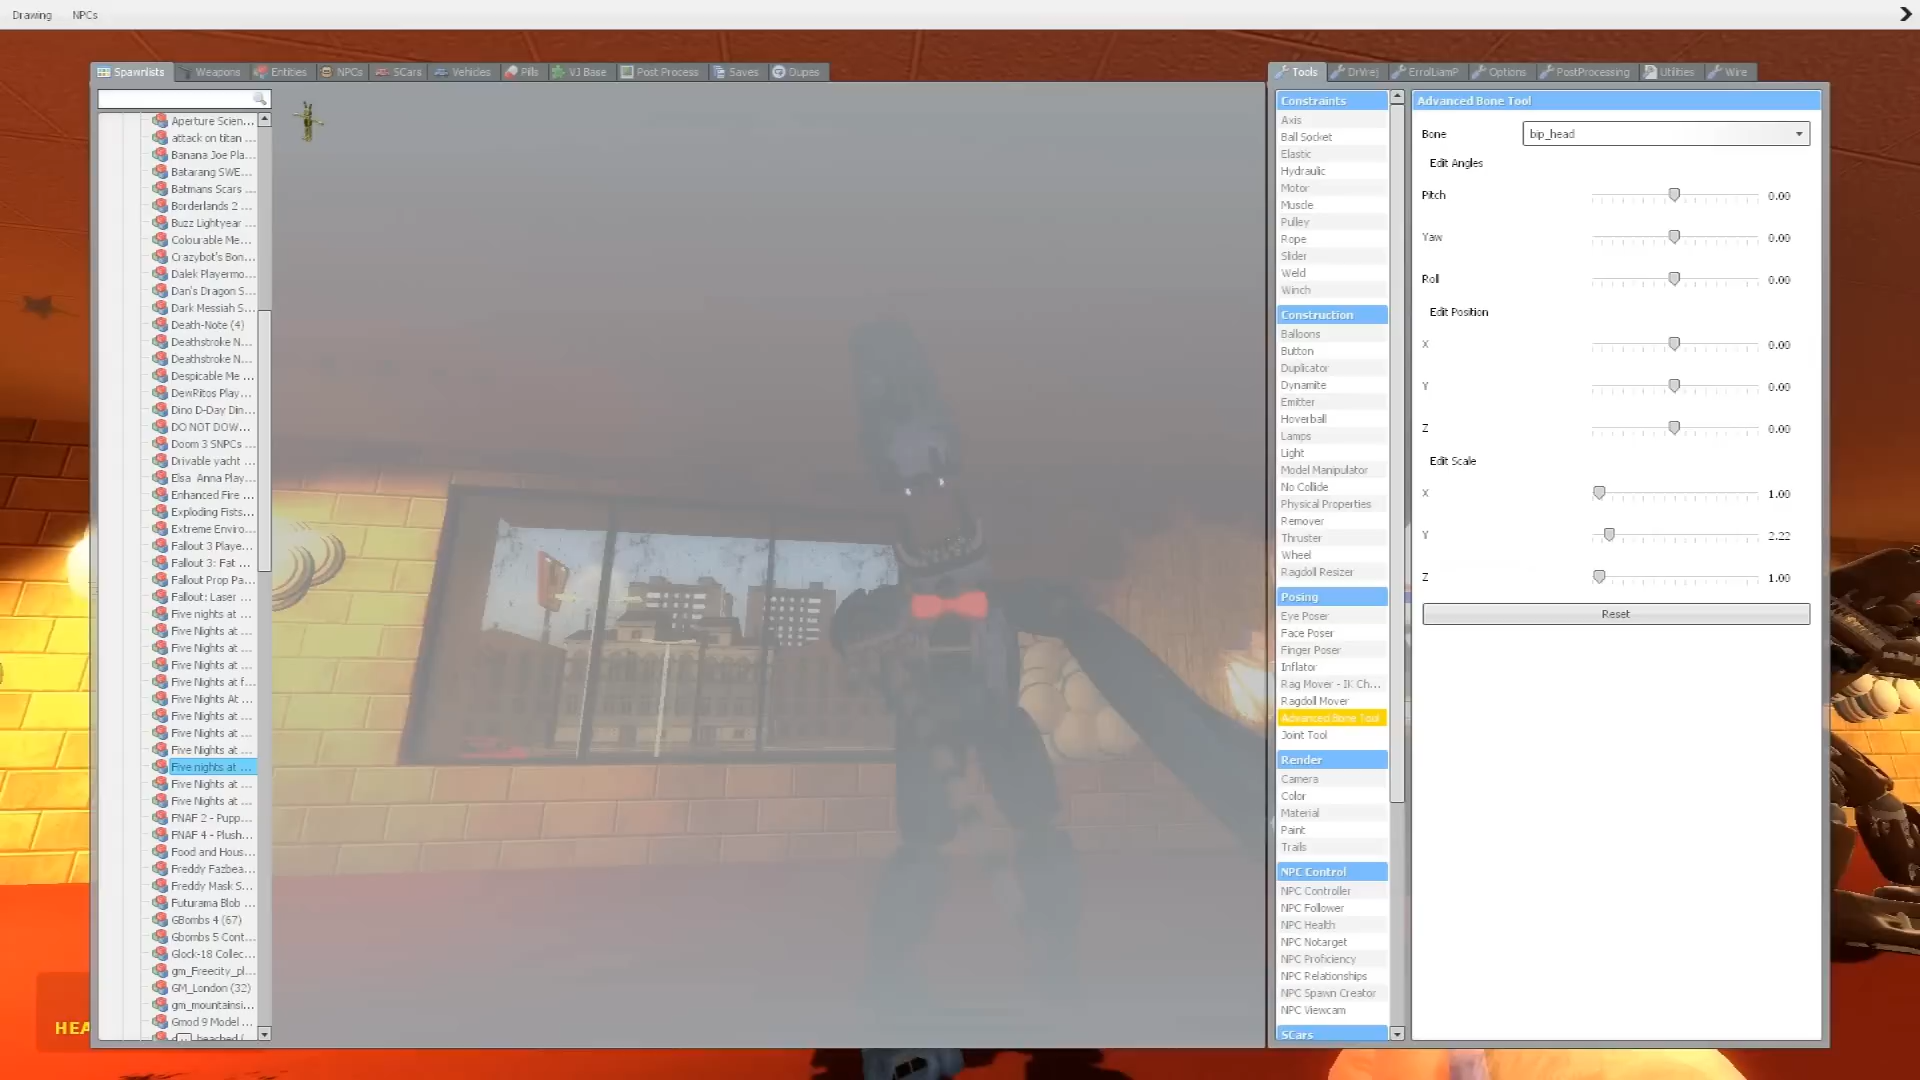 Drawing NPCs
Spawnlists Weapons Entities NPCs SCars Vehicles Pills VJ Base Post Process Saves Dupes
Aperture Scien...
attack on titan ...
Banana Joe Pla...
Batarang SWE...
Batmans Scars ...
Borderlands 2 ...
Buzz Lightyear ...
Colourable Me...
Crazybot's Bon...
Dalek Playermo...
Dan's Dragon S...
Dark Messiah S...
Death-Note (4)
Deathstroke N...
Deathstroke N...
Despicable Me ...
DewRitos Play...
Dino D-Day Din...
DO NOT DOW...
Doom 3 SNPCs ...
Drivable yacht ...
Elsa Anna Play...
Enhanced Fire ...
Exploding Fists...
Extreme Enviro...
Fallout 3 Playe...
Fallout 3: Fat ...
Fallout Prop Pa...
Fallout: Laser ...
Five nights at ...
Five Nights at ...
Five Nights at ...
Five Nights at ...
Five Nights at f...
Five Nights At ...
Five Nights at ...
Five Nights at ...
Five Nights at ...
Five nights at ...
Five Nights at ...
Five Nights at ...
FNAF 2 - Pupp...
FNAF 4 - Plush...
Food and Hous...
Freddy Fazbea...
Freddy Mask S...
Futurama Blob ...
GBombs 4 (67)
Gbombs 5 Cont...
Glock-18 Collec...
gm_Freecity_pl...
GM_London (32)
gm_mountainsi...
Gmod 9 Model ...
HEA
Tools DrVrej ErrolLiamP Options PostProcessing Utilities Wire
Constraints
Axis
Ball Socket
Elastic
Hydraulic
Motor
Muscle
Pulley
Rope
Slider
Weld
Winch
Construction
Balloons
Button
Duplicator
Dynamite
Emitter
Hoverball
Lamps
Light
Model Manipulator
No Collide
Physical Properties
Remover
Thruster
Wheel
Ragdoll Resizer
Posing
Eye Poser
Face Poser
Finger Poser
Inflator
Rag Mover - IK Ch...
Ragdoll Mover
Advanced Bone Tool
Joint Tool
Render
Camera
Color
Material
Paint
Trails
NPC Control
NPC Controller
NPC Follower
NPC Health
NPC Notarget
NPC Proficiency
NPC Relationships
NPC Spawn Creator
NPC Viewcam
SCars
Advanced Bone Tool
Bone bip_head
Edit Angles
Pitch 0.00
Yaw 0.00
Roll 0.00
Edit Position
X 0.00
Y 0.00
Z 0.00
Edit Scale
X 1.00
Y 2.22
Z 1.00
Reset